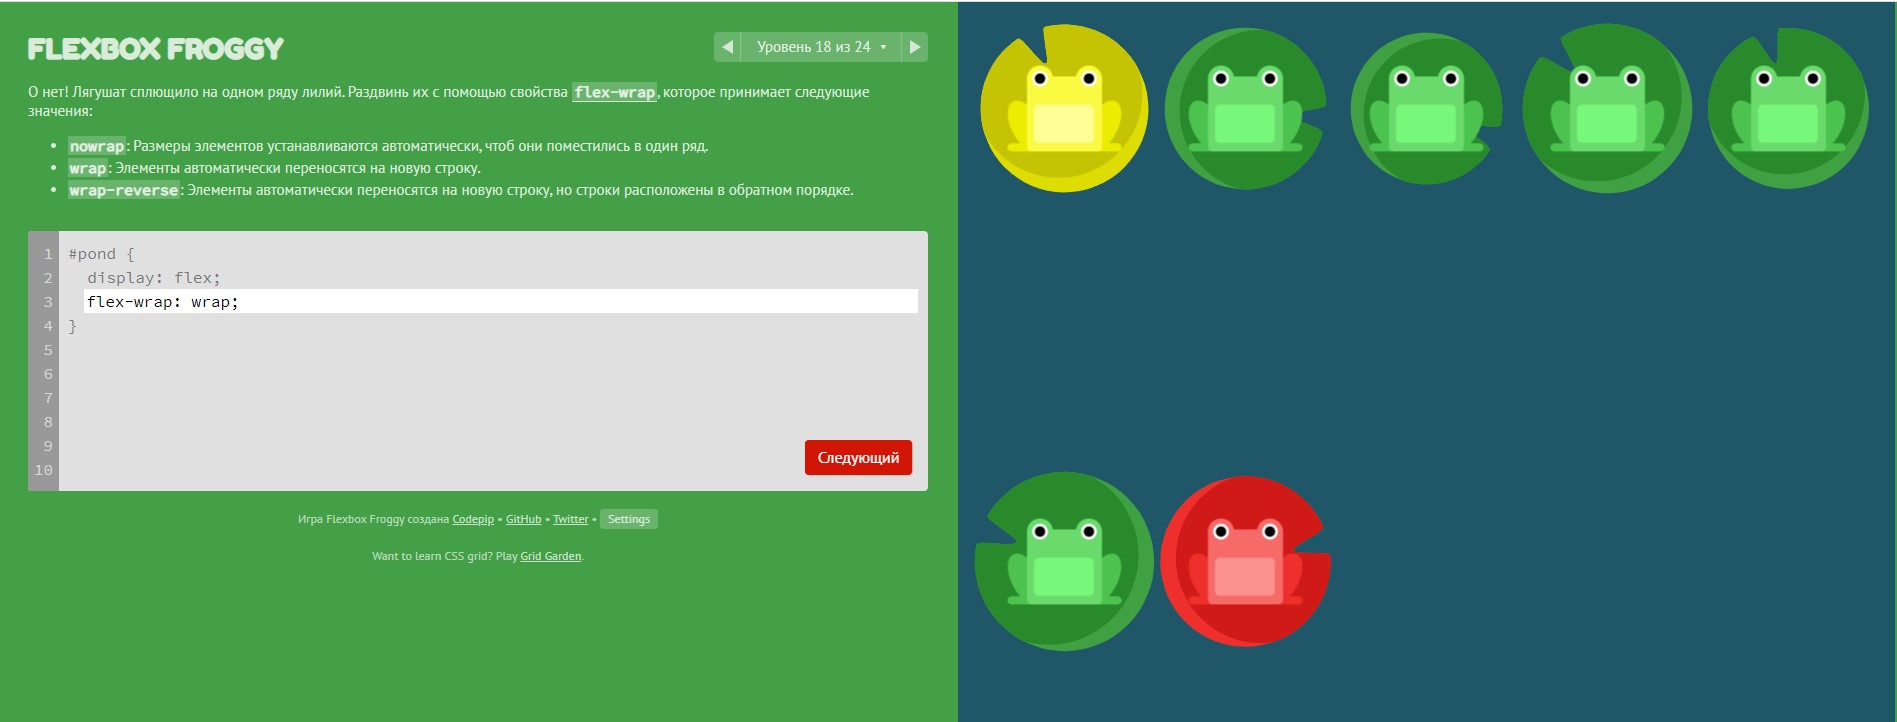 FLEXBOX FROGGY
Уровень 18 из 24
О нет! Лягушат сплющило на одном ряду лилий. Раздвинь их с помощью свойства flex-wrap, которое принимает следующие
значения:
• nowrap: Размеры элементов устанавливаются автоматически, чтоб они поместились в один ряд.
• wrap: Элементы автоматически переносятся на новую строку.
• wrap-reverse: Элементы автоматически переносятся на новую строку, но строки расположены в обратном порядке.
1 #pond {
2 display: flex;
3 flex-wrap: wrap;
4 }
5
6
7
8
9
10
Следующий
Игра Flexbox Froggy создана Codepip • GitHub • Twitter • Settings
Want to learn CSS grid? Play Grid Garden.